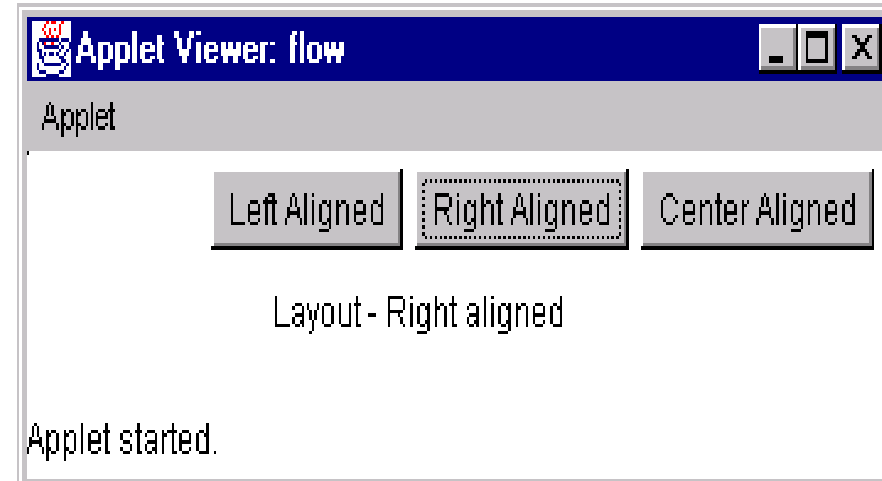 Applet Viewer: flow
Applet
Left Aligned Right Aligned Center Aligned
Layout - Right aligned
Applet started.